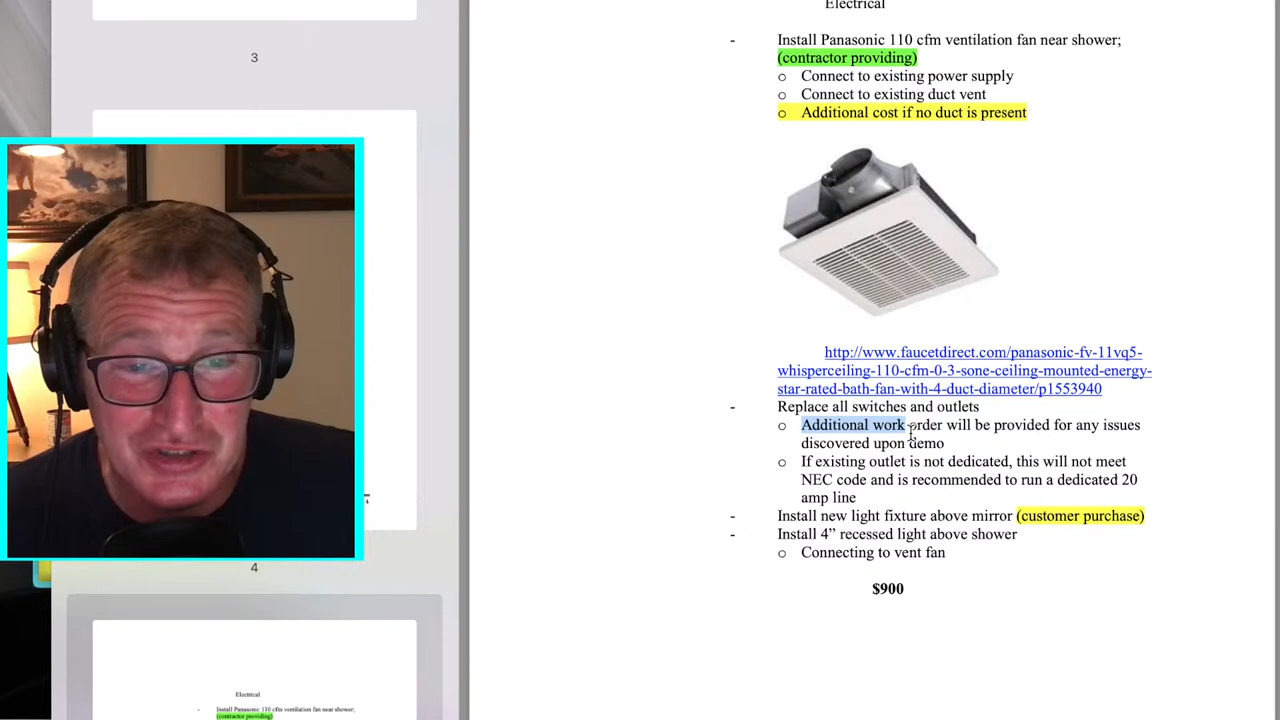 3
4
Electrical
- Install Panasonic 110 cfm ventilation fan near shower;
(contractor providing)
Electrical
- Install Panasonic 110 cfm ventilation fan near shower;
(contractor providing)
o Connect to existing power supply
o Connect to existing duct vent
o Additional cost if no duct is present
http://www.faucetdirect.com/panasonic-fv-11vq5-
whisperceiling-110-cfm-0-3-sone-ceiling-mounted-energy-
star-rated-bath-fan-with-4-duct-diameter/p1553940
- Replace all switches and outlets
o Additional work order will be provided for any issues
discovered upon demo
o If existing outlet is not dedicated, this will not meet
NEC code and is recommended to run a dedicated 20
amp line
- Install new light fixture above mirror (customer purchase)
- Install 4” recessed light above shower
o Connecting to vent fan
$900